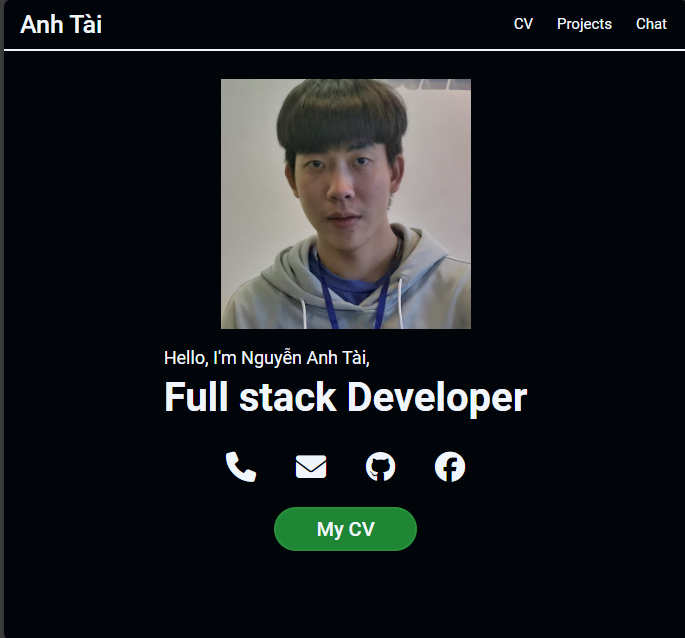 Anh Tài
CV Projects Chat
Hello, I'm Nguyễn Anh Tài,
Full stack Developer
My CV